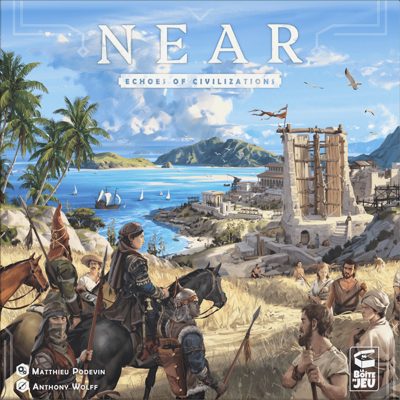 NEAR
ECHOES OF CIVILIZATIONS
MATTHIEU PODEVIN
ANTHONY WOLFF
LA
BOÎTE
DE JEU